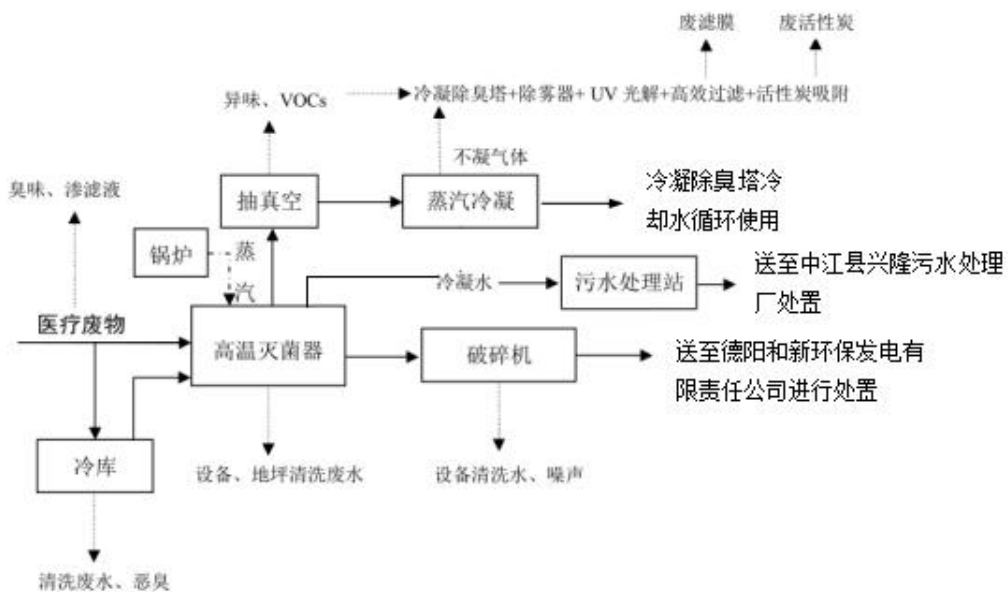 废滤膜
废活性炭
异味、VOCs
冷凝除臭塔+除雾器+ UV 光解+高效过滤+活性炭吸附
不凝气体
臭味、渗滤液
抽真空
蒸汽冷凝
冷凝除臭塔冷
却水循环使用
锅炉
蒸
汽
冷凝水
污水处理站
送至中江县兴隆污水处理
厂处置
医疗废物
高温灭菌器
破碎机
送至德阳和新环保发电有
限责任公司进行处置
冷库
设备、地坪清洗废水
设备清洗水、噪声
清洗废水、恶臭